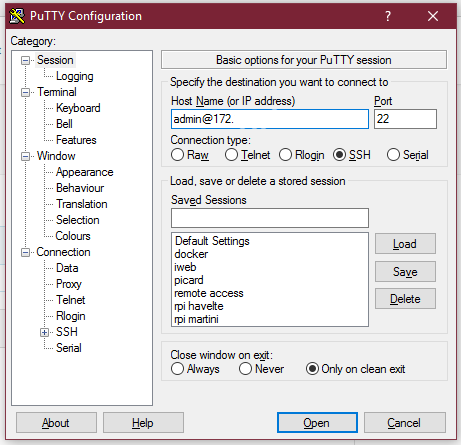 PuTTY Configuration
?
Category:
Session
Logging
Terminal
Keyboard
Bell
Features
Window
Appearance
Behaviour
Translation
Selection
Colours
Connection
Data
Proxy
Telnet
Rlogin
SSH
Serial
Basic options for your PuTTY session
Specify the destination you want to connect to
Host Name (or IP address) Port
admin@172. 22
Connection type:
Raw Telnet Rlogin SSH Serial
Load, save or delete a stored session
Saved Sessions
Default Settings
docker
iweb
picard
remote access
rpi havelte
rpi martini
Load
Save
Delete
Close window on exit:
Always Never Only on clean exit
About Help Open Cancel